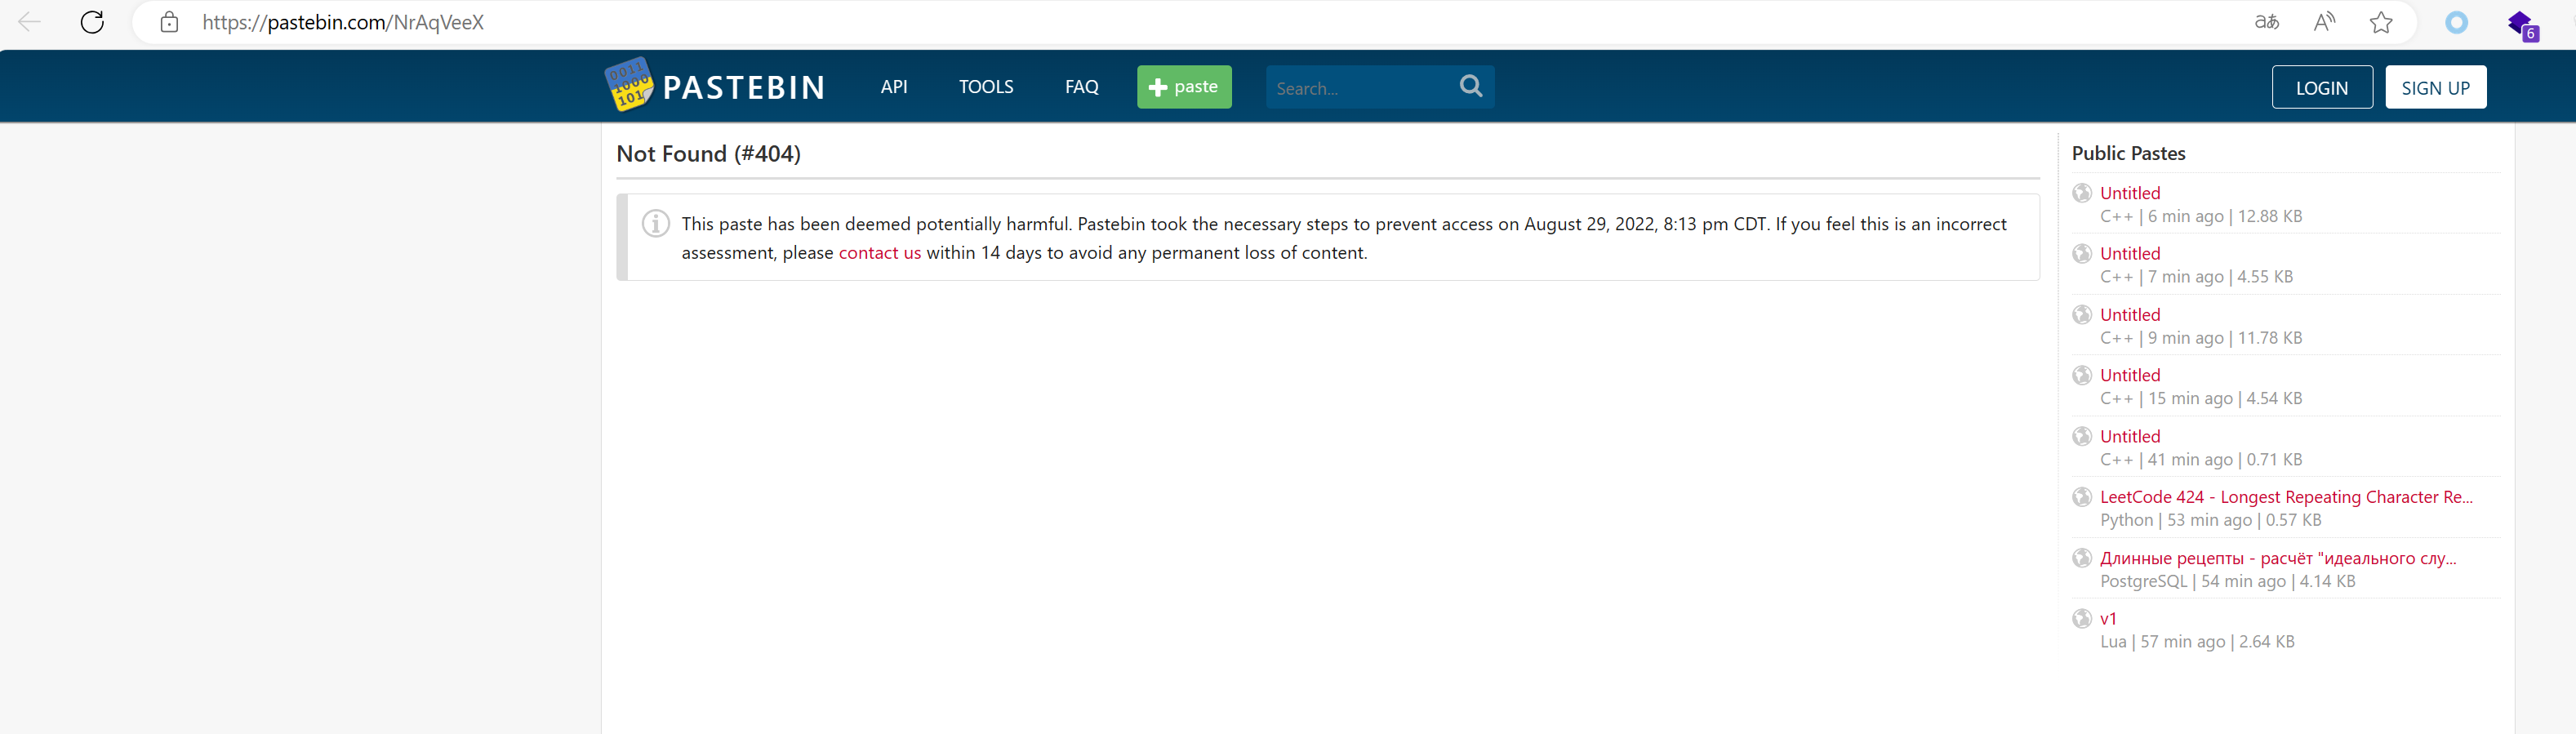 https://pastebin.com/NrAqVeeX
aあ
A
6
0011
1000
101
PASTEBIN
API
TOOLS
FAQ
paste
Search...
LOGIN
SIGN UP
Not Found (#404)
This paste has been deemed potentially harmful. Pastebin took the necessary steps to prevent access on August 29, 2022, 8:13 pm CDT. If you feel this is an incorrect
assessment, please contact us within 14 days to avoid any permanent loss of content.
Public Pastes
Untitled
C++ | 6 min ago | 12.88 KB
Untitled
C++ | 7 min ago | 4.55 KB
Untitled
C++ | 9 min ago | 11.78 KB
Untitled
C++ | 15 min ago | 4.54 KB
Untitled
C++ | 41 min ago | 0.71 KB
LeetCode 424 - Longest Repeating Character Re...
Python | 53 min ago | 0.57 KB
Длинные рецепты - расчёт "идеального слу...
PostgreSQL | 54 min ago | 4.14 KB
v1
Lua | 57 min ago | 2.64 KB